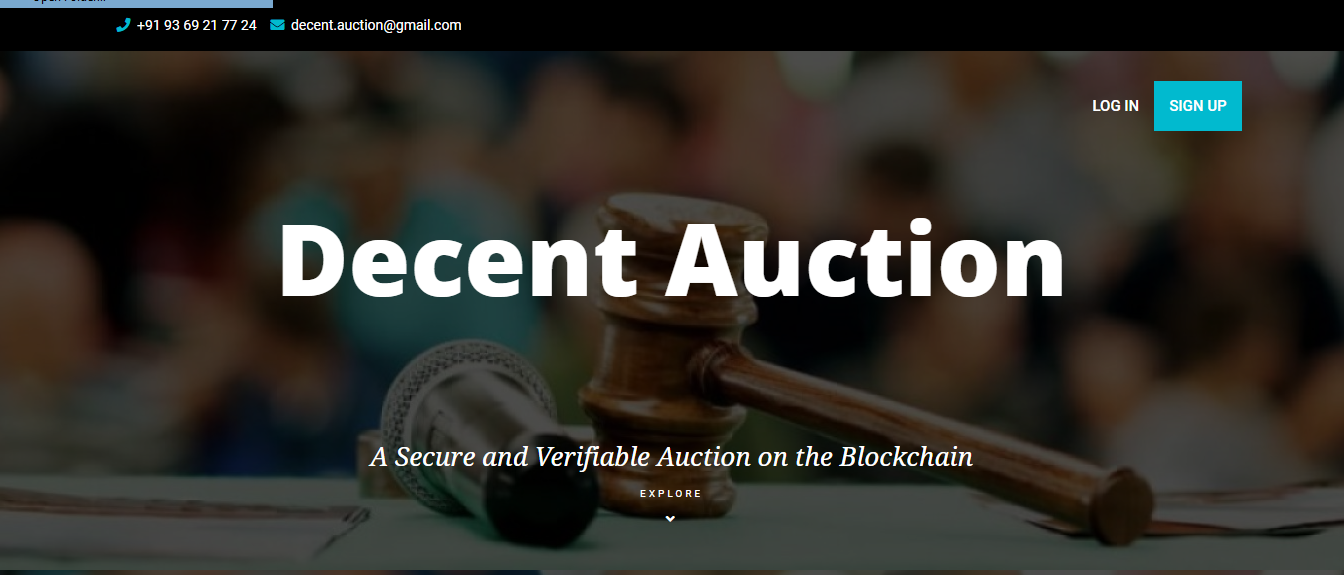 +91 93 69 21 77 24 decent.auction@gmail.com
LOG IN SIGN UP
Decent Auction
A Secure and Verifiable Auction on the Blockchain
EXPLORE